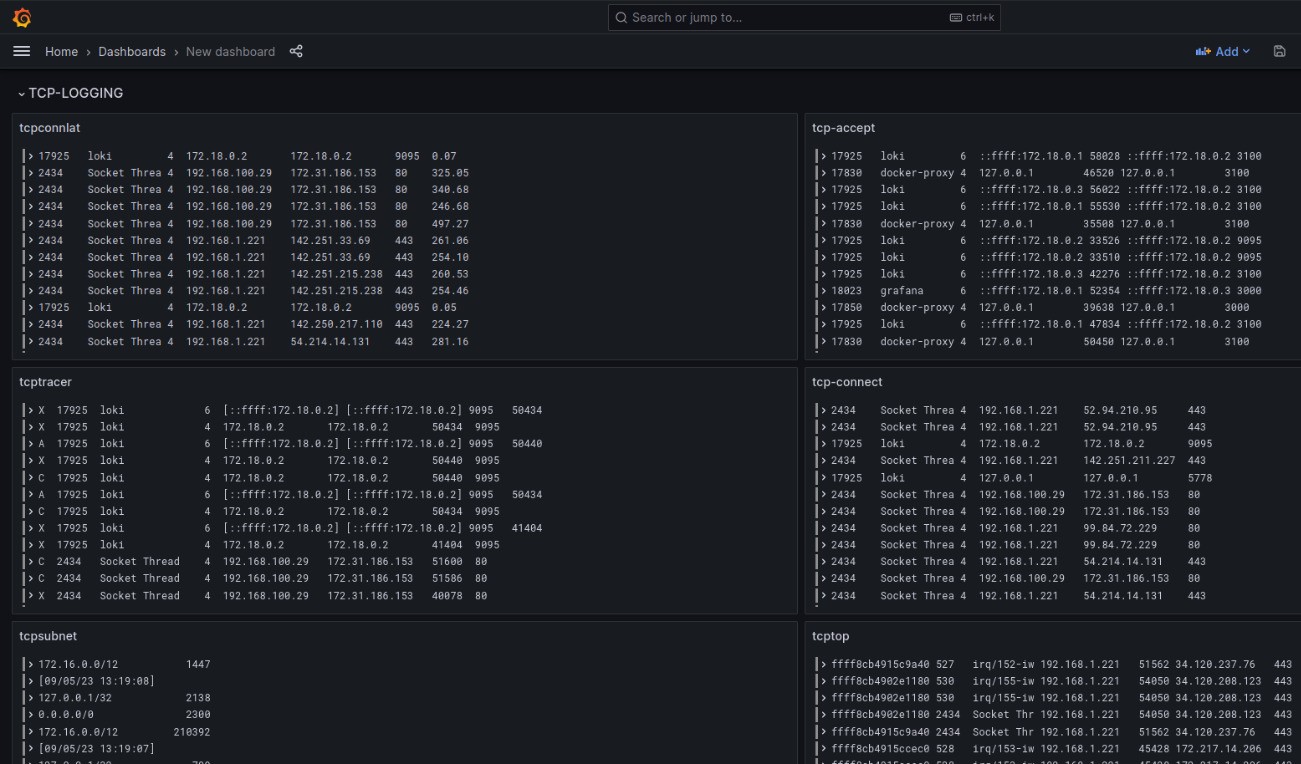 Search or jump to... ctrl+k
Home › Dashboards › New dashboard Add
TCP-LOGGING
tcpconnlat
17925 loki 4 172.18.0.2 172.18.0.2 9095 0.07
2434 Socket Threa 4 192.168.100.29 172.31.186.153 80 325.05
2434 Socket Threa 4 192.168.100.29 172.31.186.153 80 340.68
2434 Socket Threa 4 192.168.100.29 172.31.186.153 80 246.68
2434 Socket Threa 4 192.168.100.29 172.31.186.153 80 497.27
2434 Socket Threa 4 192.168.1.221 142.251.33.69 443 261.06
2434 Socket Threa 4 192.168.1.221 142.251.33.69 443 254.10
2434 Socket Threa 4 192.168.1.221 142.251.215.238 443 260.53
2434 Socket Threa 4 192.168.1.221 142.251.215.238 443 254.46
17925 loki 4 172.18.0.2 172.18.0.2 9095 0.05
2434 Socket Threa 4 192.168.1.221 142.250.217.110 443 224.27
2434 Socket Threa 4 192.168.1.221 54.214.14.131 443 281.16
tcp-accept
17925 loki 6 ::ffff:172.18.0.1 58028 ::ffff:172.18.0.2 3100
17830 docker-proxy 4 127.0.0.1 46520 127.0.0.1 3100
17925 loki 6 ::ffff:172.18.0.3 56022 ::ffff:172.18.0.2 3100
17925 loki 6 ::ffff:172.18.0.1 55530 ::ffff:172.18.0.2 3100
17830 docker-proxy 4 127.0.0.1 35508 127.0.0.1 3100
17925 loki 6 ::ffff:172.18.0.2 33526 ::ffff:172.18.0.2 9095
17925 loki 6 ::ffff:172.18.0.2 33510 ::ffff:172.18.0.2 9095
17925 loki 6 ::ffff:172.18.0.3 42276 ::ffff:172.18.0.2 3100
18023 grafana 6 ::ffff:172.18.0.1 52354 ::ffff:172.18.0.3 3000
17850 docker-proxy 4 127.0.0.1 39638 127.0.0.1 3000
17925 loki 6 ::ffff:172.18.0.1 47834 ::ffff:172.18.0.2 3100
17830 docker-proxy 4 127.0.0.1 50450 127.0.0.1 3100
tcptracer
X 17925 loki 6 [::ffff:172.18.0.2] [::ffff:172.18.0.2] 9095 50434
X 17925 loki 4 172.18.0.2 172.18.0.2 50434 9095
A 17925 loki 6 [::ffff:172.18.0.2] [::ffff:172.18.0.2] 9095 50440
X 17925 loki 4 172.18.0.2 172.18.0.2 50440 9095
C 17925 loki 4 172.18.0.2 172.18.0.2 50440 9095
A 17925 loki 6 [::ffff:172.18.0.2] [::ffff:172.18.0.2] 9095 50434
C 17925 loki 4 172.18.0.2 172.18.0.2 50434 9095
X 17925 loki 6 [::ffff:172.18.0.2] [::ffff:172.18.0.2] 9095 41404
X 17925 loki 4 172.18.0.2 172.18.0.2 41404 9095
C 2434 Socket Thread 4 192.168.100.29 172.31.186.153 51600 80
C 2434 Socket Thread 4 192.168.100.29 172.31.186.153 51586 80
X 2434 Socket Thread 4 192.168.100.29 172.31.186.153 40078 80
tcp-connect
2434 Socket Threa 4 192.168.1.221 52.94.210.95 443
2434 Socket Threa 4 192.168.1.221 52.94.210.95 443
17925 loki 4 172.18.0.2 172.18.0.2 9095
2434 Socket Threa 4 192.168.1.221 142.251.211.227 443
17925 loki 4 127.0.0.1 127.0.0.1 5778
2434 Socket Threa 4 192.168.100.29 172.31.186.153 80
2434 Socket Threa 4 192.168.100.29 172.31.186.153 80
2434 Socket Threa 4 192.168.1.221 99.84.72.229 80
2434 Socket Threa 4 192.168.1.221 99.84.72.229 80
2434 Socket Threa 4 192.168.1.221 54.214.14.131 443
2434 Socket Threa 4 192.168.100.29 172.31.186.153 80
2434 Socket Threa 4 192.168.1.221 54.214.14.131 443
tcpsubnet
172.16.0.0/12 1447
[09/05/23 13:19:08]
127.0.0.1/32 2138
0.0.0.0/0 2300
172.16.0.0/12 210392
[09/05/23 13:19:07]
tcptop
ffff8cb4915c9a40 527 irq/152-iw 192.168.1.221 51562 34.120.237.76 443
ffff8cb4902e1180 530 irq/155-iw 192.168.1.221 54050 34.120.208.123 443
ffff8cb4902e1180 530 irq/155-iw 192.168.1.221 54050 34.120.208.123 443
ffff8cb4902e1180 2434 Socket Thr 192.168.1.221 54050 34.120.208.123 443
ffff8cb4915c9a40 2434 Socket Thr 192.168.1.221 51562 34.120.237.76 443
ffff8cb4915ccec0 528 irq/153-iw 192.168.1.221 45428 172.217.14.206 443